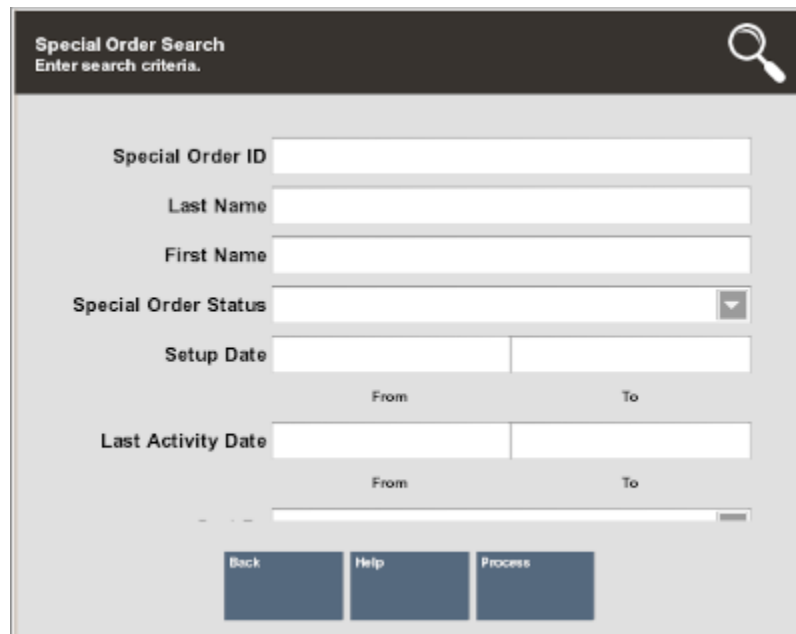 Special Order Search
Enter search criteria.
Special Order ID
Last Name
First Name
Special Order Status
Setup Date
From To
Last Activity Date
From To
Back Help Process